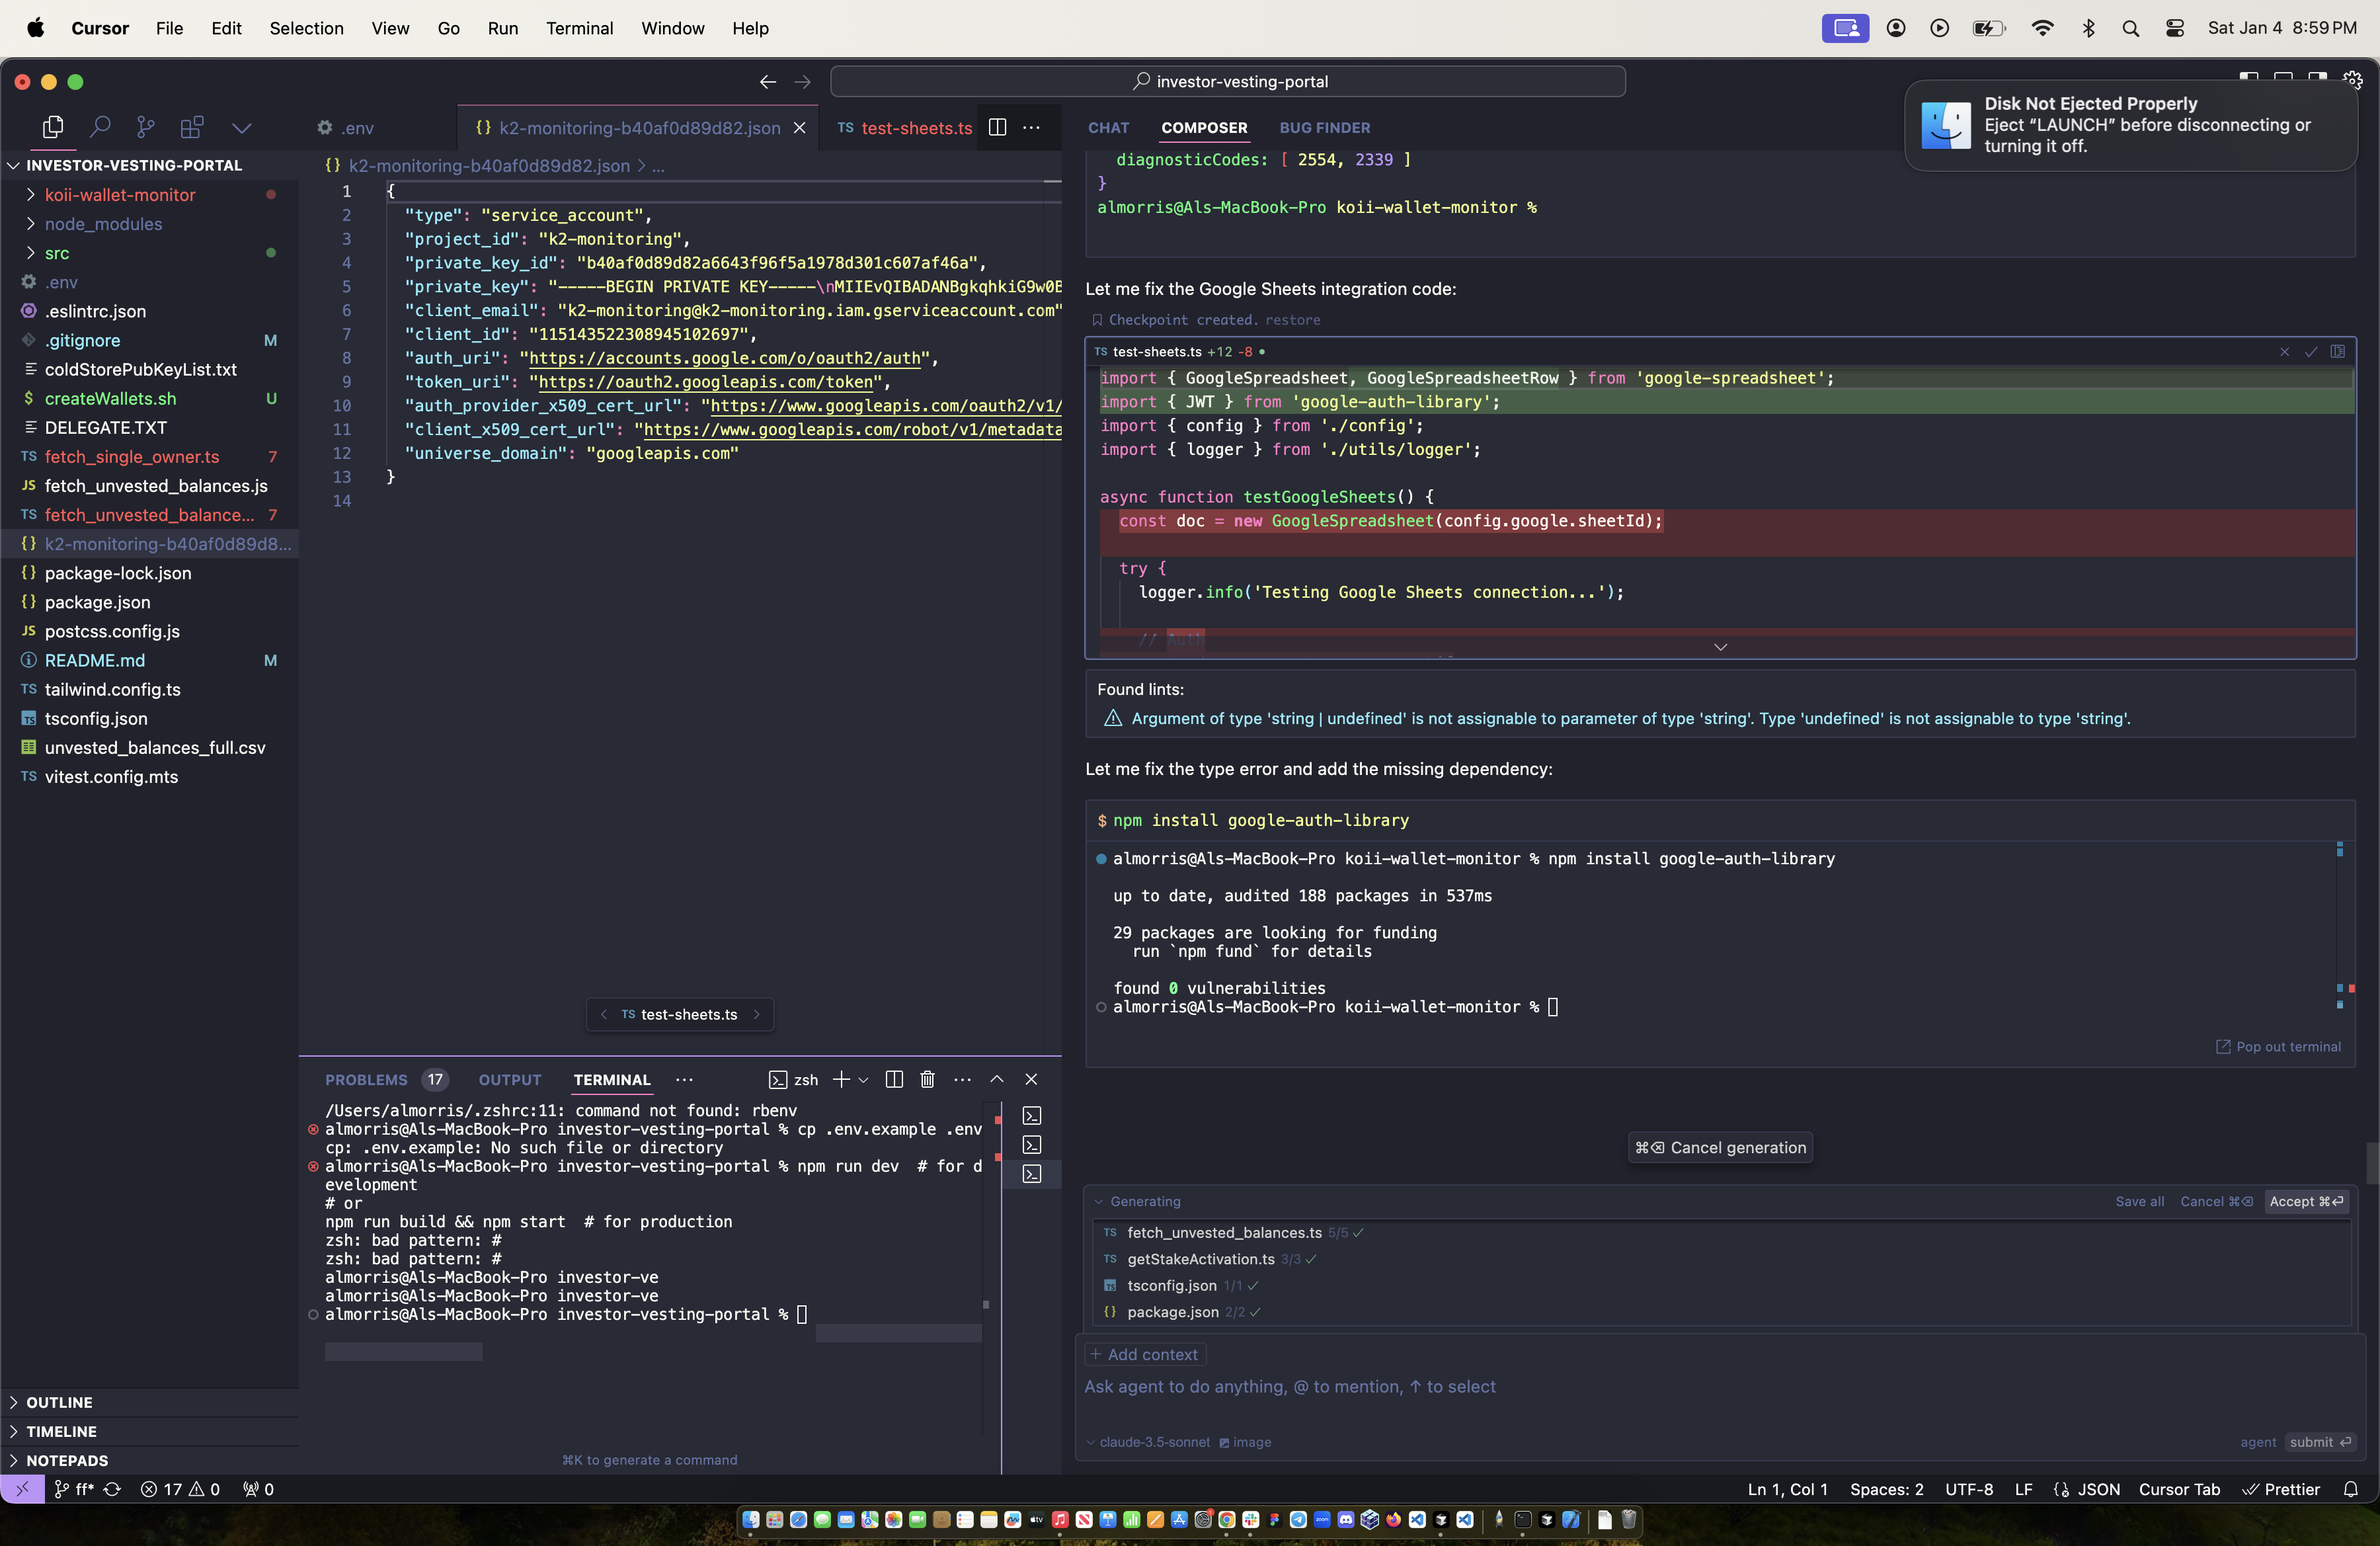 Cursor File Edit Selection View Go Run Terminal Window Help
Sat Jan 4 8:59 PM
investor-vesting-portal
Disk Not Ejected Properly
Eject “LAUNCH” before disconnecting or
turning it off.
.env
{} k2-monitoring-b40af0d89d82.json
TS test-sheets.ts
CHAT COMPOSER BUG FINDER
INVESTOR-VESTING-PORTAL
koii-wallet-monitor
node_modules
src
.env
.eslintrc.json
.gitignore M
coldStorePubKeyList.txt
$ createWallets.sh U
DELEGATE.TXT
TS fetch_single_owner.ts 7
JS fetch_unvested_balances.js
TS fetch_unvested_balance... 7
{} k2-monitoring-b40af0d89d8...
{} package-lock.json
{} package.json
JS postcss.config.js
README.md M
TS tailwind.config.ts
TS tsconfig.json
unvested_balances_full.csv
TS vitest.config.mts
OUTLINE
TIMELINE
NOTEPADS
{} k2-monitoring-b40af0d89d82.json > ...
1 {
2 "type": "service_account",
3 "project_id": "k2-monitoring",
4 "private_key_id": "b40af0d89d82a6643f96f5a1978d301c607af46a",
5 "private_key": "-----BEGIN PRIVATE KEY-----\nMIIEvQIBADANBgkqhkiG9w0B
6 "client_email": "k2-monitoring@k2-monitoring.iam.gserviceaccount.com"
7 "client_id": "115143522308945102697",
8 "auth_uri": "https://accounts.google.com/o/oauth2/auth",
9 "token_uri": "https://oauth2.googleapis.com/token",
10 "auth_provider_x509_cert_url": "https://www.googleapis.com/oauth2/v1/
11 "client_x509_cert_url": "https://www.googleapis.com/robot/v1/metadata
12 "universe_domain": "googleapis.com"
13 }
14
TS test-sheets.ts
PROBLEMS 17 OUTPUT TERMINAL ... zsh
/Users/almorris/.zshrc:11: command not found: rbenv
almorris@Als-MacBook-Pro investor-vesting-portal % cp .env.example .env
cp: .env.example: No such file or directory
almorris@Als-MacBook-Pro investor-vesting-portal % npm run dev # for d
evelopment
# or
npm run build && npm start # for production
zsh: bad pattern: #
zsh: bad pattern: #
almorris@Als-MacBook-Pro investor-ve
almorris@Als-MacBook-Pro investor-ve
almorris@Als-MacBook-Pro investor-vesting-portal %
⌘K to generate a command
diagnosticCodes: [ 2554, 2339 ]
}
almorris@Als-MacBook-Pro koii-wallet-monitor %
Let me fix the Google Sheets integration code:
Checkpoint created. restore
TS test-sheets.ts +12 -8
import { GoogleSpreadsheet, GoogleSpreadsheetRow } from 'google-spreadsheet';
import { JWT } from 'google-auth-library';
import { config } from './config';
import { logger } from './utils/logger';
async function testGoogleSheets() {
const doc = new GoogleSpreadsheet(config.google.sheetId);
try {
logger.info('Testing Google Sheets connection...');
// Auth
Found lints:
Argument of type 'string | undefined' is not assignable to parameter of type 'string'. Type 'undefined' is not assignable to type 'string'.
Let me fix the type error and add the missing dependency:
$ npm install google-auth-library
almorris@Als-MacBook-Pro koii-wallet-monitor % npm install google-auth-library
up to date, audited 188 packages in 537ms
29 packages are looking for funding
run `npm fund` for details
found 0 vulnerabilities
almorris@Als-MacBook-Pro koii-wallet-monitor %
Pop out terminal
⌘⌫ Cancel generation
Generating Save all Cancel ⌘⌫ Accept ⌘⏎
TS fetch_unvested_balances.ts 5/5 ✓
TS getStakeActivation.ts 3/3 ✓
TS tsconfig.json 1/1 ✓
{} package.json 2/2 ✓
+ Add context
Ask agent to do anything, @ to mention, ↑ to select
claude-3.5-sonnet image agent submit ⏎
ff* 17 0 0
Ln 1, Col 1 Spaces: 2 UTF-8 LF JSON Cursor Tab Prettier